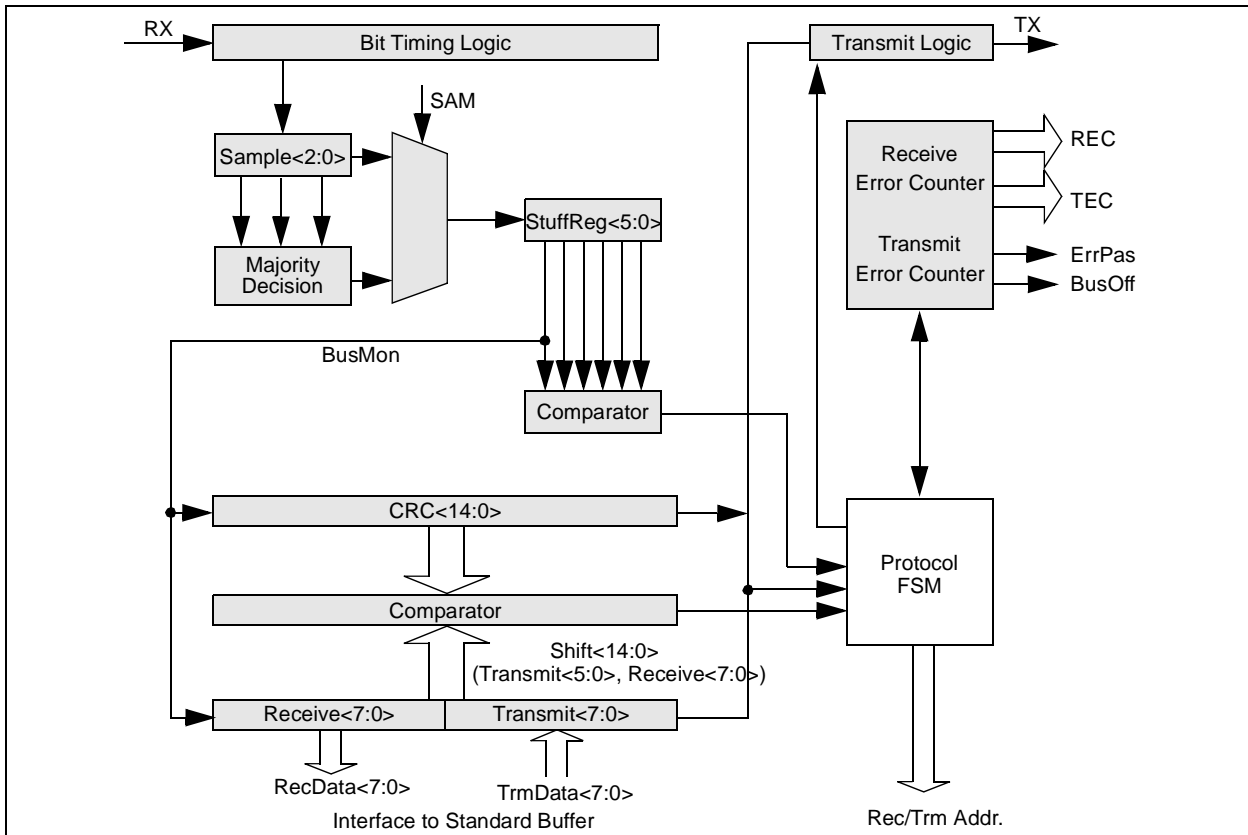 RX
Bit Timing Logic
Transmit Logic
TX
SAM
Sample<2:0>
Receive
Error Counter
REC
StuffReg<5:0>
TEC
Majority
Decision
Transmit
Error Counter
ErrPas
BusOff
BusMon
Comparator
CRC<14:0>
Protocol
FSM
Comparator
Shift<14:0>
(Transmit<5:0>, Receive<7:0>)
Receive<7:0>
Transmit<7:0>
RecData<7:0>
TrmData<7:0>
Interface to Standard Buffer
Rec/Trm Addr.